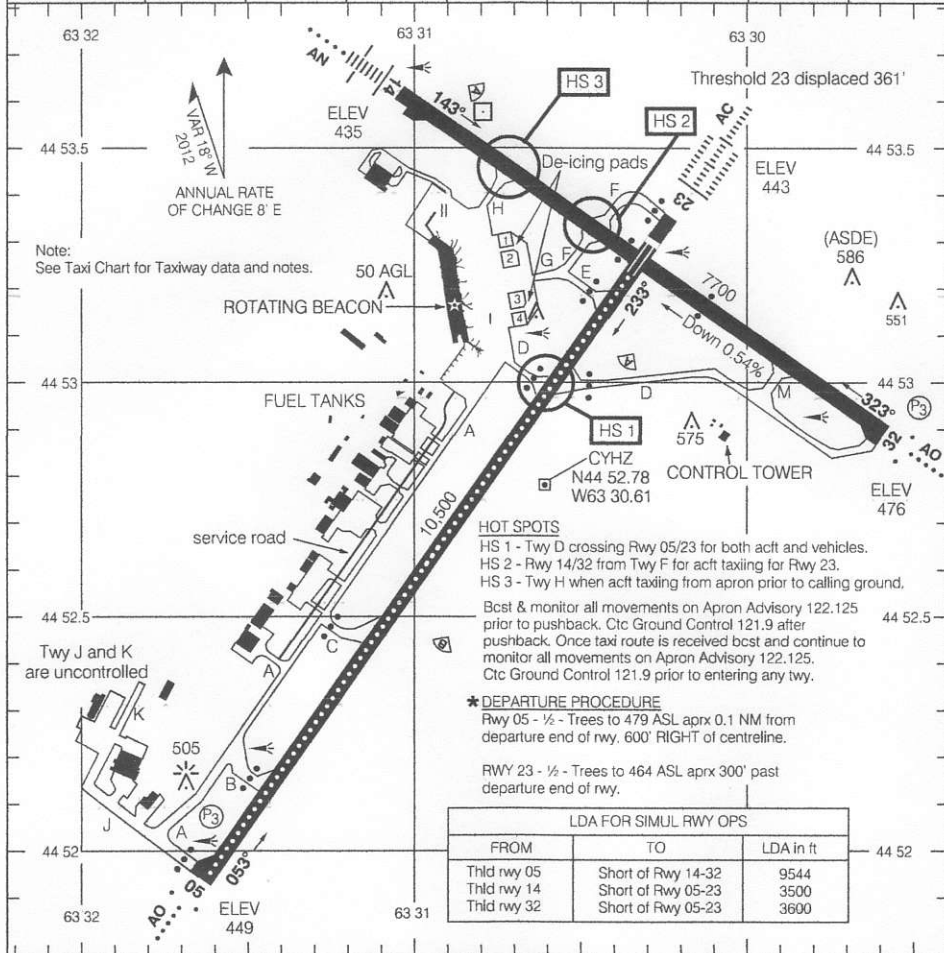 63 32
63 31
63 30
AN
14
143°
HS 3
Threshold 23 displaced 361'
AC
VAR 18° W
2012
ELEV
435
A
HS 2
44 53.5
De-icing pads
44 53.5
ELEV
443
23
ANNUAL RATE
OF CHANGE 8' E
F
H
II
1
2
G
F
E
(ASDE)
586
Note:
See Taxi Chart for Taxiway data and notes.
50 AGL
ROTATING BEACON
3
4
I
233°
7700
551
Down 0.54%
D
A
44 53
44 53
D
M
323°
P3
FUEL TANKS
A
HS 1
575
32
AO
CYHZ
N44 52.78
W63 30.61
CONTROL TOWER
ELEV
476
10,500
service road
HOT SPOTS
HS 1 - Twy D crossing Rwy 05/23 for both acft and vehicles.
HS 2 - Rwy 14/32 from Twy F for acft taxiing for Rwy 23.
HS 3 - Twy H when acft taxiing from apron prior to calling ground.
44 52.5
44 52.5
Bcst & monitor all movements on Apron Advisory 122.125
prior to pushback. Ctc Ground Control 121.9 after
pushback. Once taxi route is received bcst and continue to
monitor all movements on Apron Advisory 122.125.
Ctc Ground Control 121.9 prior to entering any twy.
C
B
Twy J and K
are uncontrolled
A
K
* DEPARTURE PROCEDURE
Rwy 05 - ½ - Trees to 479 ASL aprx 0.1 NM from
departure end of rwy, 600' RIGHT of centreline.
505
RWY 23 - ½ - Trees to 464 ASL aprx 300' past
departure end of rwy.
B
P3
J
A
LDA FOR SIMUL RWY OPS
FROM TO LDA in ft
Thld rwy 05 Short of Rwy 14-32 9544
Thld rwy 14 Short of Rwy 05-23 3500
Thld rwy 32 Short of Rwy 05-23 3600
44 52
44 52
05
053°
AO
ELEV
449
63 32
63 31